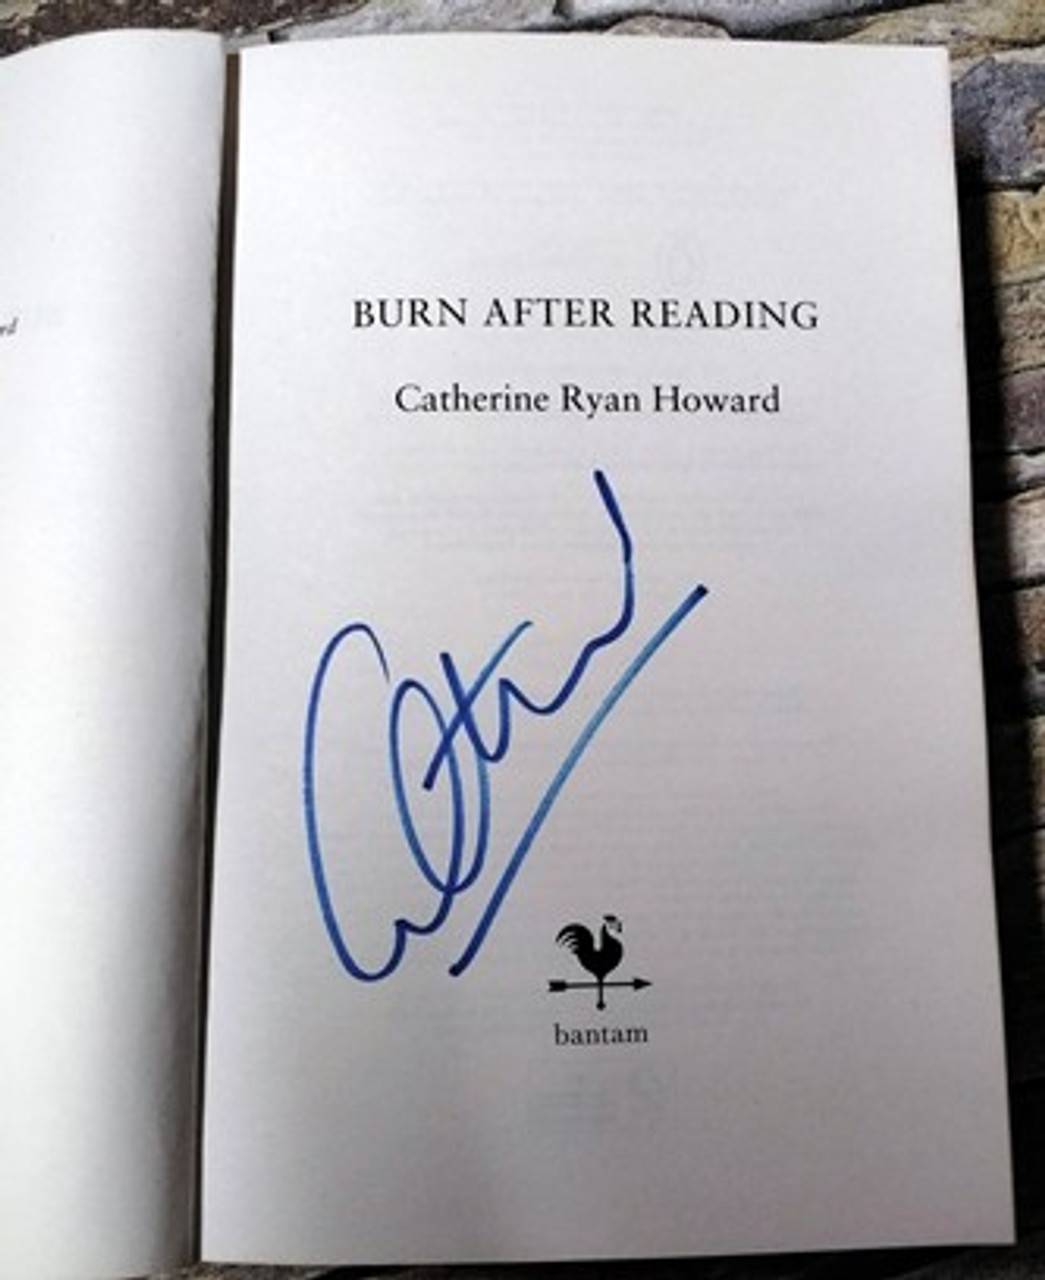 BURN AFTER READING
Catherine Ryan Howard
bantam